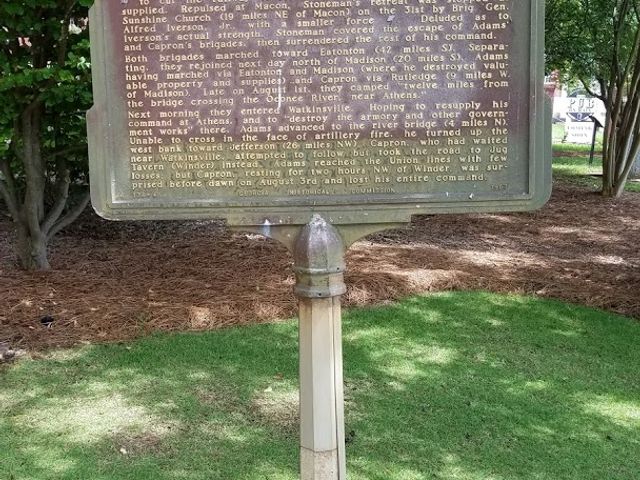 to cut the
supplied. Repulsed at Macon, Stoneman's retreat was stopped at
Sunshine Church (19 miles NE of Macon) on the 31st by Brig. Gen.
Alfred Iverson, Jr., with a smaller force. Deluded as to
Iverson's actual strength, Stoneman covered the escape of Adams'
and Capron's brigades, then surrendered the rest of his command.
Both brigades marched toward Eatonton (42 miles S). Separa-
ting, they rejoined next day north of Madison (20 miles S), Adams
having marched via Eatonton and Madison (where he destroyed valu-
able property and supplies) and Capron via Rutledge (9 miles W.
of Madison). Late on August 1st, they camped twelve miles from
the bridge crossing the Oconee River near Athens.
Next morning they entered Watkinsville. Hoping to resupply his
command at Athens, and to "destroy the armory and other govern-
ment works" there, Adams advanced to the river bridge (4 miles N).
Unable to cross in the face of artillery fire, he turned up the
west bank toward Jefferson (26 miles NW). Capron, who had waited
near Watkinsville, attempted to follow but took the road to Jug
Tavern (Winder) instead. Adams reached the Union lines with few
losses; but Capron, resting for two hours NW of Winder, was sur-
prised before dawn on August 3rd and lost his entire command.
GEORGIA HISTORICAL COMMISSION